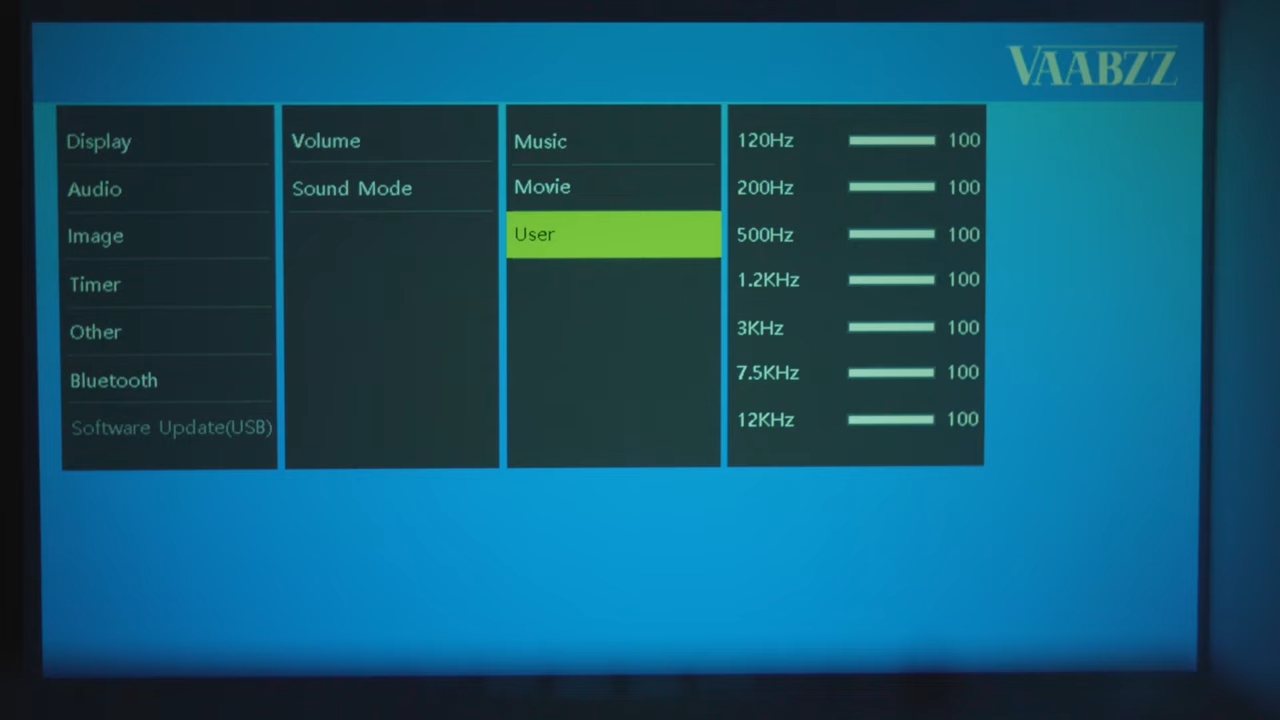 VAABZZ
Display
Audio
Image
Timer
Other
Bluetooth
Software Update(USB)
Volume
Sound Mode
Music
Movie
User
120Hz 100
200Hz 100
500Hz 100
1.2KHz 100
3KHz 100
7.5KHz 100
12KHz 100